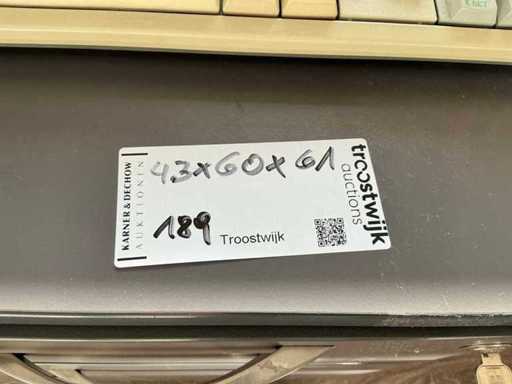 KARNER & DECHOW
AUKTIONEN
43x60x61
189
Troostwijk
troostwijk
auctions